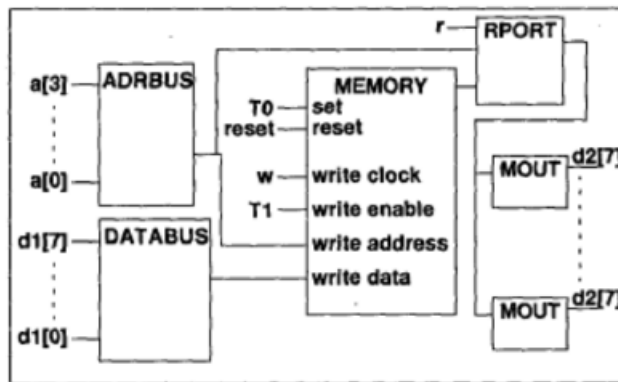 r RPORT
a[3] ADRBUS MEMORY
T0 set
reset reset
a[0] MOUT d2[7]
w write clock
T1 write enable
d1[7] DATABUS write address
write data
MOUT d2[7]
d1[0]